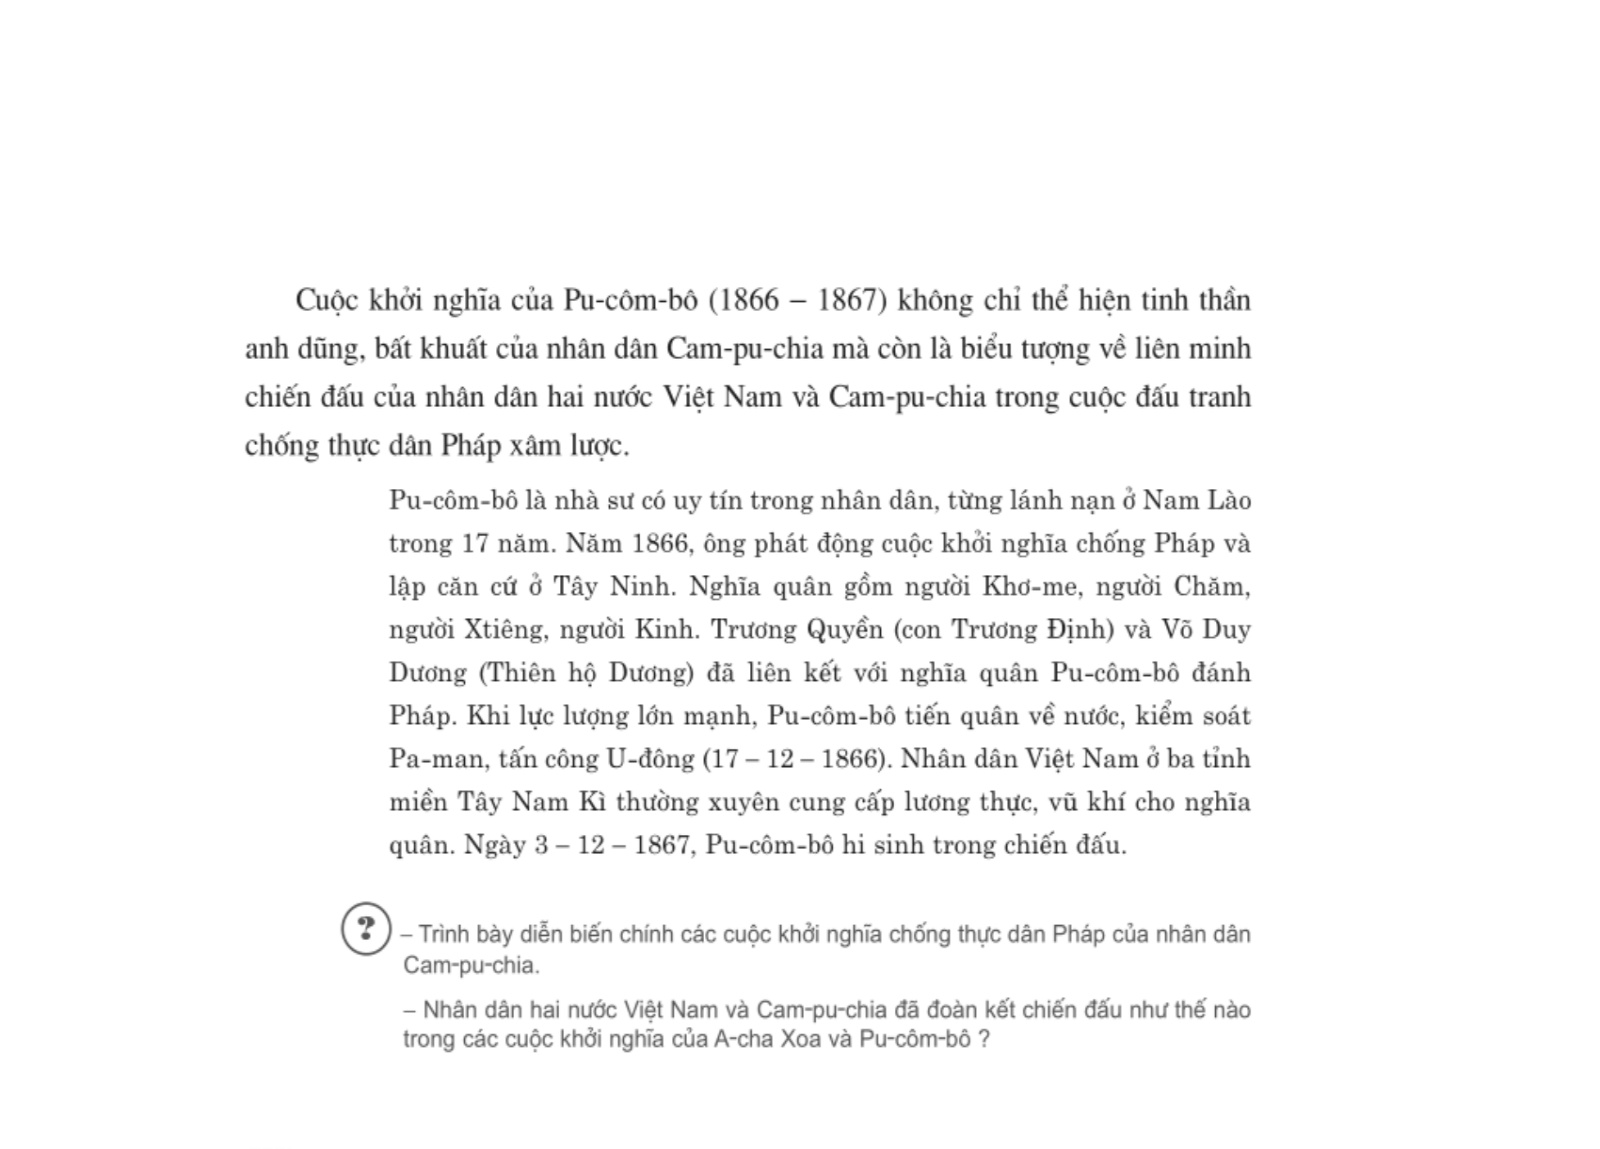 Cuộc khởi nghĩa của Pu-côm-bô (1866 – 1867) không chỉ thể hiện tinh thần
anh dũng, bất khuất của nhân dân Cam-pu-chia mà còn là biểu tượng về liên minh
chiến đấu của nhân dân hai nước Việt Nam và Cam-pu-chia trong cuộc đấu tranh
chống thực dân Pháp xâm lược.
Pu-côm-bô là nhà sư có uy tín trong nhân dân, từng lánh nạn ở Nam Lào
trong 17 năm. Năm 1866, ông phát động cuộc khởi nghĩa chống Pháp và
lập căn cứ ở Tây Ninh. Nghĩa quân gồm người Khơ-me, người Chăm,
người Xtiêng, người Kinh. Trương Quyền (con Trương Định) và Võ Duy
Dương (Thiên hộ Dương) đã liên kết với nghĩa quân Pu-côm-bô đánh
Pháp. Khi lực lượng lớn mạnh, Pu-côm-bô tiến quân về nước, kiểm soát
Pa-man, tấn công U-đông (17 – 12 – 1866). Nhân dân Việt Nam ở ba tỉnh
miền Tây Nam Kì thường xuyên cung cấp lương thực, vũ khí cho nghĩa
quân. Ngày 3 – 12 – 1867, Pu-côm-bô hi sinh trong chiến đấu.
? – Trình bày diễn biến chính các cuộc khởi nghĩa chống thực dân Pháp của nhân dân
Cam-pu-chia.
– Nhân dân hai nước Việt Nam và Cam-pu-chia đã đoàn kết chiến đấu như thế nào
trong các cuộc khởi nghĩa của A-cha Xoa và Pu-côm-bô ?